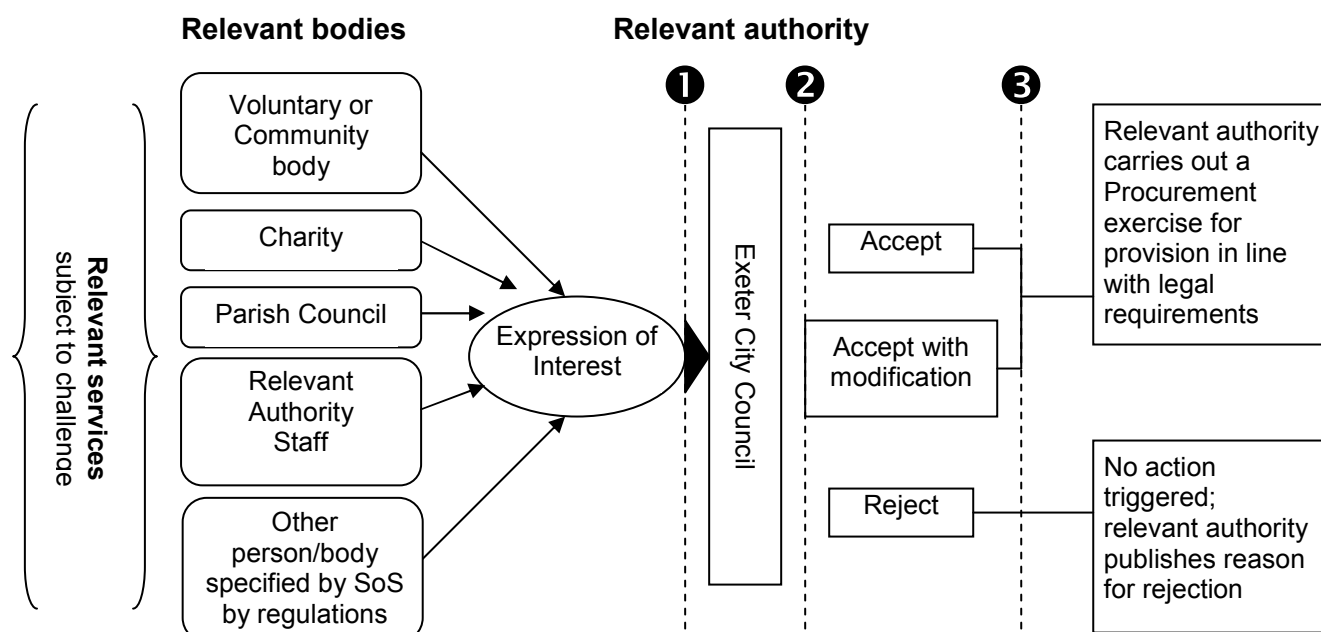 Relevant bodies
Relevant authority
❶
❷
❸
Relevant services
subject to challenge
Voluntary or
Community
body
Charity
Parish Council
Relevant
Authority
Staff
Other
person/body
specified by SoS
by regulations
Expression of
Interest
Exeter City Council
Accept
Accept with
modification
Reject
Relevant authority
carries out a
Procurement
exercise for
provision in line
with legal
requirements
No action
triggered;
relevant authority
publishes reason
for rejection